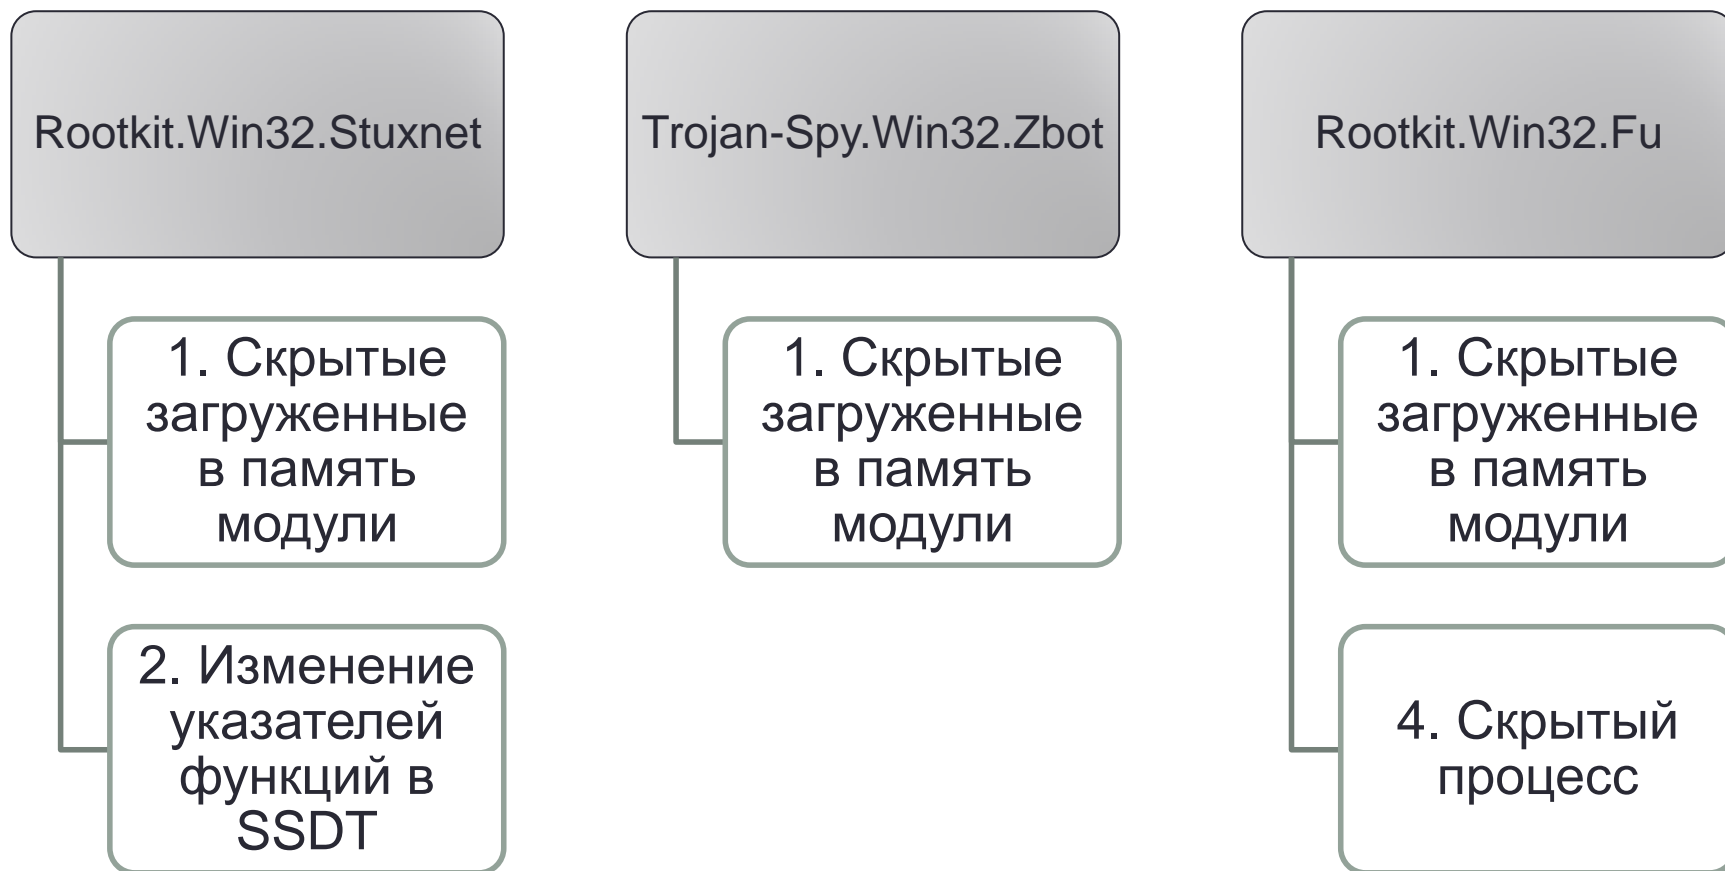 Rootkit.Win32.Stuxnet
1. Скрытые
загруженные
в память
модули
2. Изменение
указателей
функций в
SSDT
Trojan-Spy.Win32.Zbot
1. Скрытые
загруженные
в память
модули
Rootkit.Win32.Fu
1. Скрытые
загруженные
в память
модули
4. Скрытый
процесс